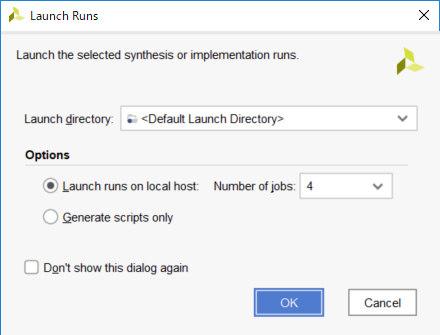 Launch Runs
Launch the selected synthesis or implementation runs.
Launch directory: <Default Launch Directory>
Options
Launch runs on local host: Number of jobs: 4
Generate scripts only
Don't show this dialog again
OK Cancel